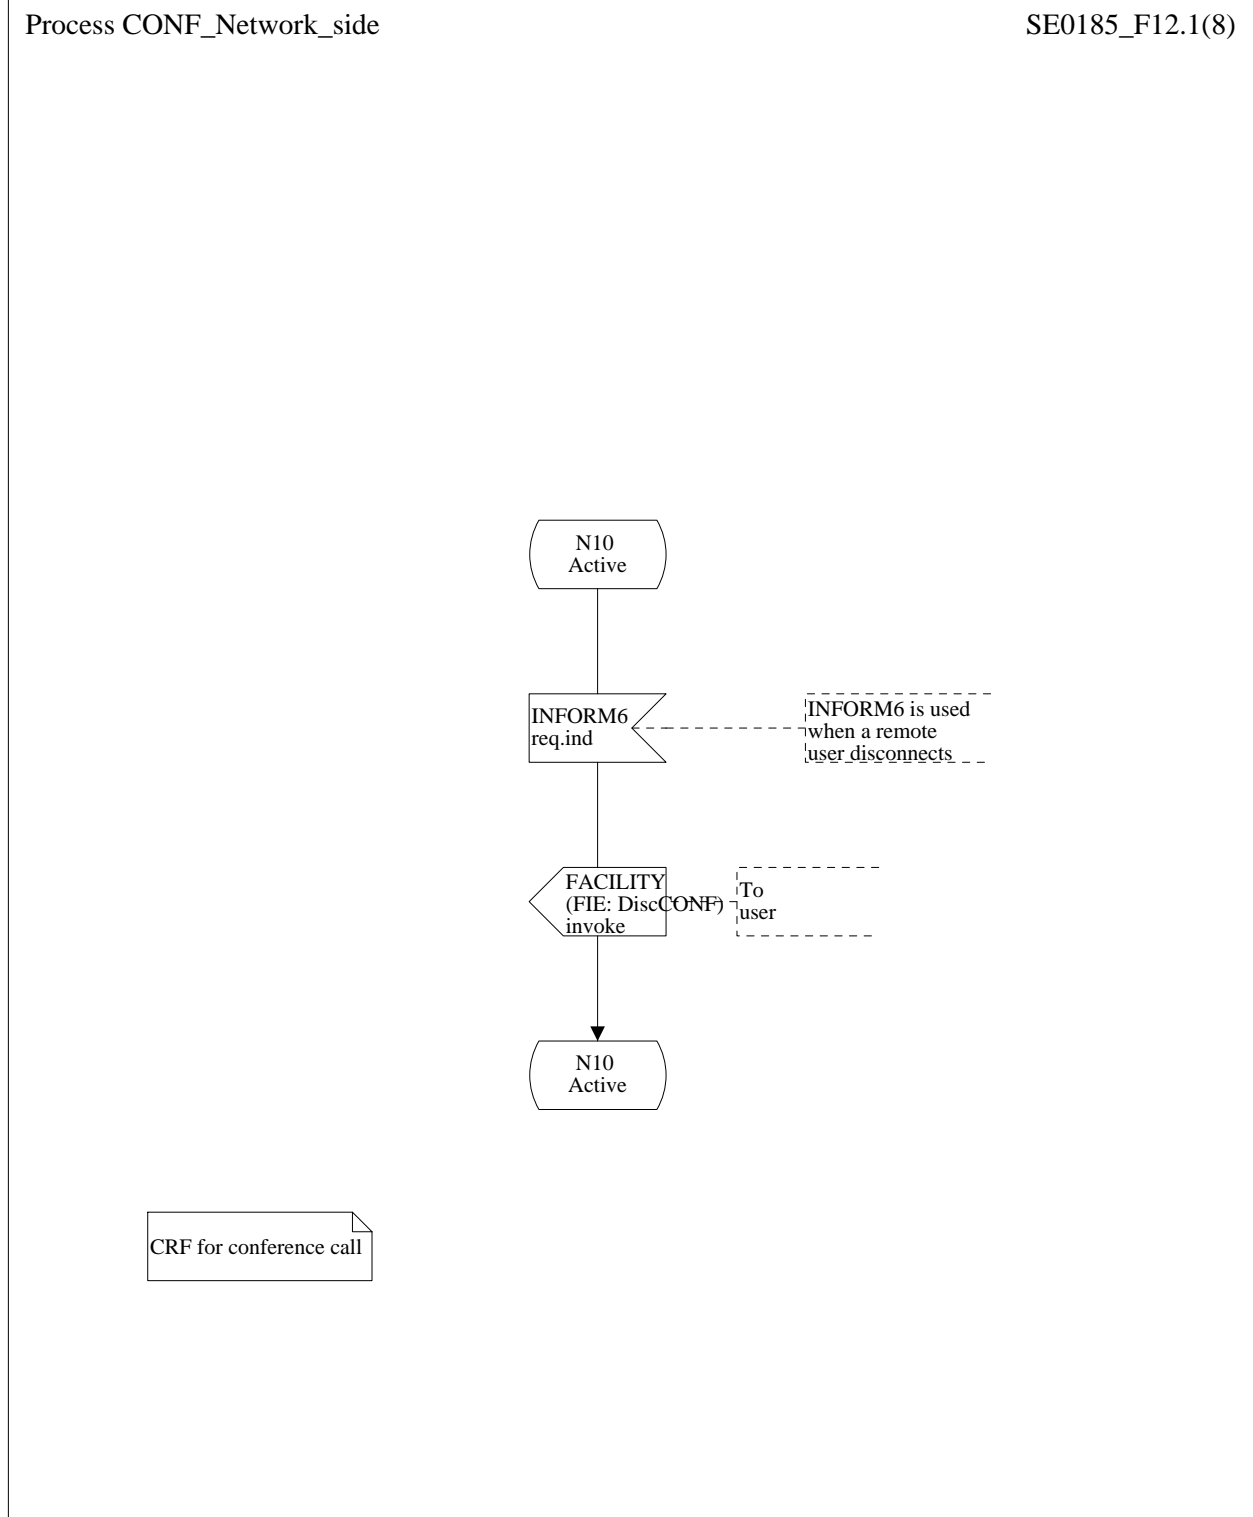 Process CONF_Network_side
SE0185_F12.1(8)
N10
Active
INFORM6
req.ind
INFORM6 is used
when a remote
user disconnects
FACILITY
(FIE: DiscCONF)
invoke
To
user
N10
Active
CRF for conference call